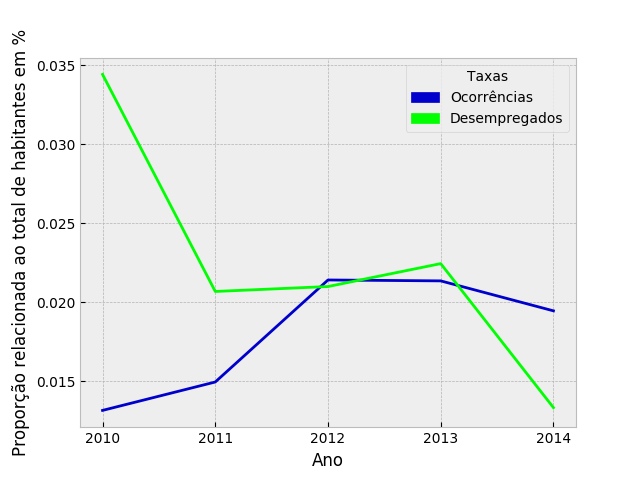 Proporção relacionada ao total de habitantes em %
0.035
0.030
0.025
0.020
0.015
Taxas
Ocorrências
Desempregados
2010 2011 2012 2013 2014
Ano